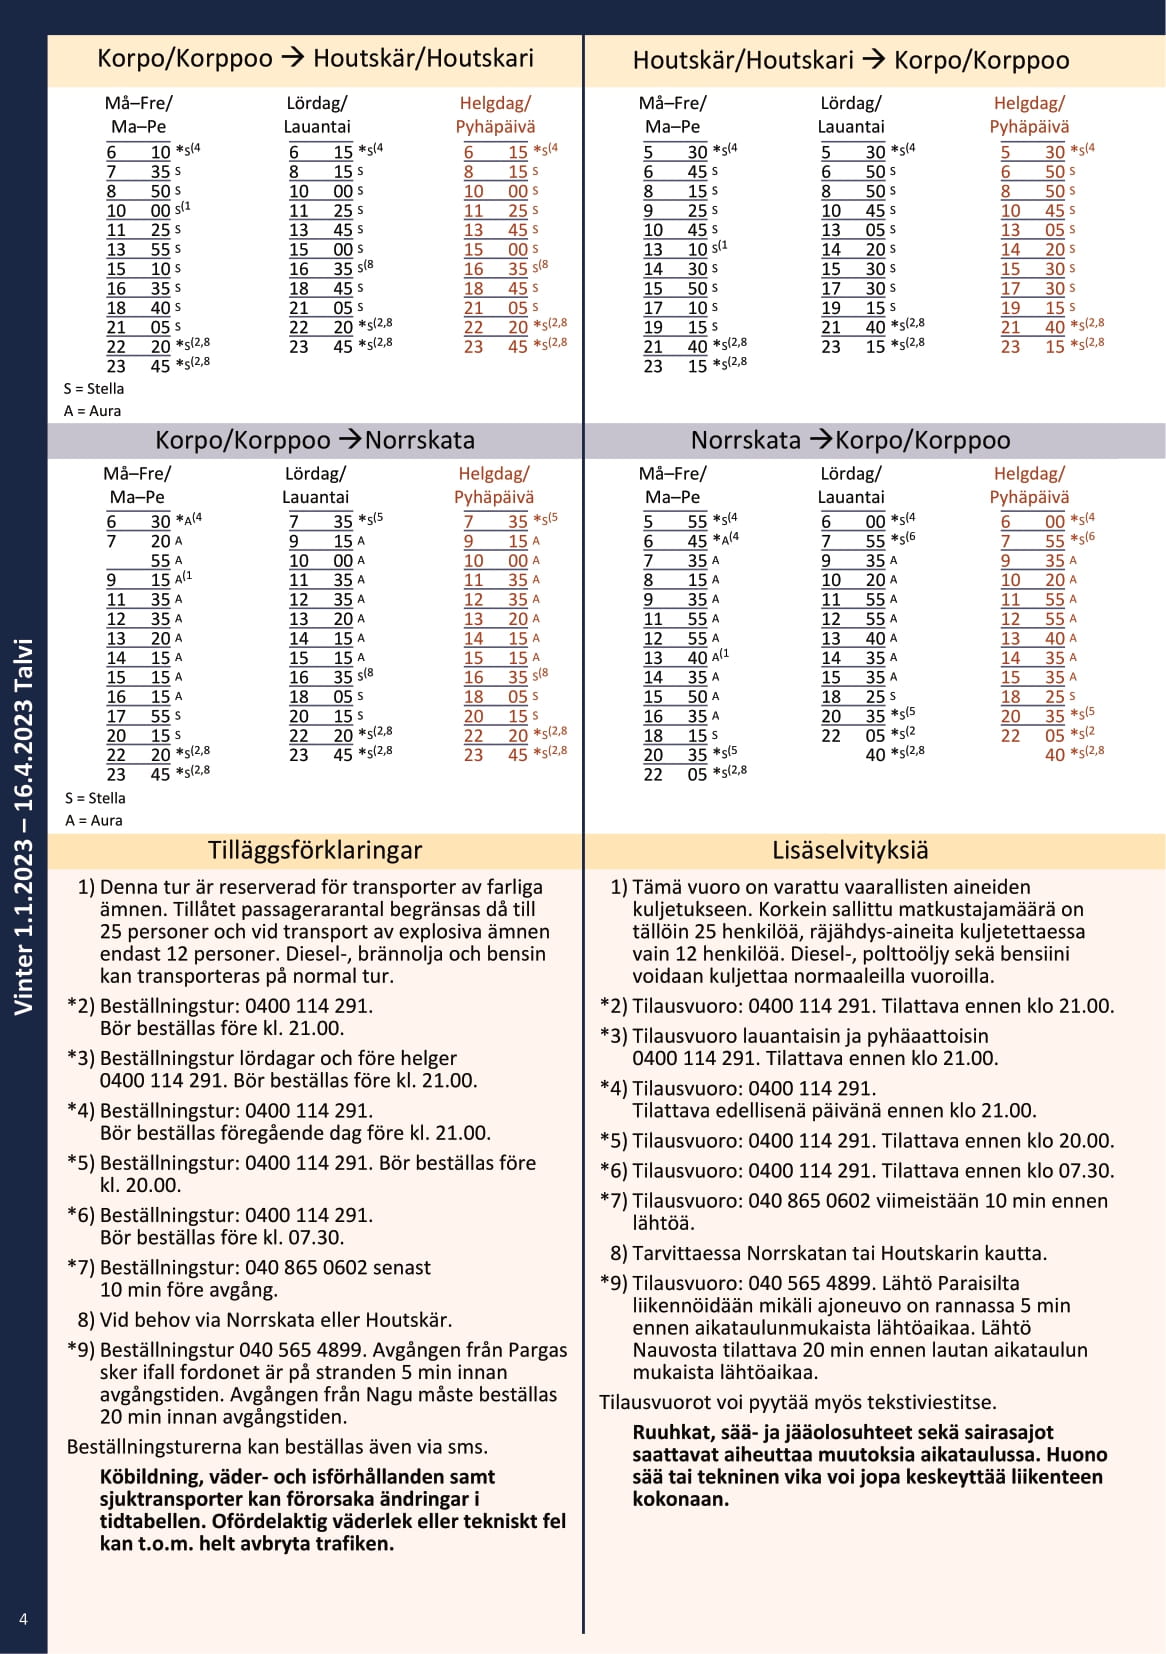 Korpo/Korppoo → Houtskär/Houtskari
Må–Fre/ Lördag/ Helgdag/
Ma–Pe Lauantai Pyhäpäivä
6 10 *s(4 6 15 *s(4 6 15 *s(4
7 35 s 8 15 s 8 15 s
8 50 s 10 00 s 10 00 s
10 00 s(1 11 25 s 11 25 s
11 25 s 13 45 s 13 45 s
13 55 s 15 00 s 15 00 s
15 10 s 16 35 s(8 16 35 s(8
16 35 s 18 45 s 18 45 s
18 40 s 21 05 s 21 05 s
21 05 s 22 20 *s(2,8 22 20 *s(2,8
22 20 *s(2,8 23 45 *s(2,8 23 45 *s(2,8
23 45 *s(2,8
S = Stella
A = Aura
Houtskär/Houtskari → Korpo/Korppoo
Må–Fre/ Lördag/ Helgdag/
Ma–Pe Lauantai Pyhäpäivä
5 30 *s(4 5 30 *s(4 5 30 *s(4
6 45 s 6 50 s 6 50 s
8 15 s 8 50 s 8 50 s
9 25 s 10 45 s 10 45 s
10 45 s 13 05 s 13 05 s
13 10 s(1 14 20 s 14 20 s
14 30 s 15 30 s 15 30 s
15 50 s 17 30 s 17 30 s
17 10 s 19 15 s 19 15 s
19 15 s 21 40 *s(2,8 21 40 *s(2,8
21 40 *s(2,8 23 15 *s(2,8 23 15 *s(2,8
23 15 *s(2,8
Korpo/Korppoo →Norrskata
Må–Fre/ Lördag/ Helgdag/
Ma–Pe Lauantai Pyhäpäivä
6 30 *A(4 7 35 *s(5 7 35 *s(5
7 20 A 9 15 A 9 15 A
55 A 10 00 A 10 00 A
9 15 A(1 11 35 A 11 35 A
11 35 A 12 35 A 12 35 A
12 35 A 13 20 A 13 20 A
13 20 A 14 15 A 14 15 A
14 15 A 15 15 A 15 15 A
15 15 A 16 35 s(8 16 35 s(8
16 15 A 18 05 s 18 05 s
17 55 s 20 15 s 20 15 s
20 15 s 22 20 *s(2,8 22 20 *s(2,8
22 20 *s(2,8 23 45 *s(2,8 23 45 *s(2,8
23 45 *s(2,8
S = Stella
A = Aura
Norrskata →Korpo/Korppoo
Må–Fre/ Lördag/ Helgdag/
Ma–Pe Lauantai Pyhäpäivä
5 55 *s(4 6 00 *s(4 6 00 *s(4
6 45 *A(4 7 55 *s(6 7 55 *s(6
7 35 A 9 35 A 9 35 A
8 15 A 10 20 A 10 20 A
9 35 A 11 55 A 11 55 A
11 55 A 12 55 A 12 55 A
12 55 A 13 40 A 13 40 A
13 40 A(1 14 35 A 14 35 A
14 35 A 15 35 A 15 35 A
15 50 A 18 25 s 18 25 s
16 35 A 20 35 *s(5 20 35 *s(5
18 15 s 22 05 *s(2 22 05 *s(2
20 35 *s(5 40 *s(2,8 40 *s(2,8
22 05 *s(2,8
Tilläggsförklaringar
1) Denna tur är reserverad för transporter av farliga
ämnen. Tillåtet passagerarantal begränsas då till
25 personer och vid transport av explosiva ämnen
endast 12 personer. Diesel-, brännolja och bensin
kan transporteras på normal tur.
*2) Beställningstur: 0400 114 291.
Bör beställas före kl. 21.00.
*3) Beställningstur lördagar och före helger
0400 114 291. Bör beställas före kl. 21.00.
*4) Beställningstur: 0400 114 291.
Bör beställas föregående dag före kl. 21.00.
*5) Beställningstur: 0400 114 291. Bör beställas före
kl. 20.00.
*6) Beställningstur: 0400 114 291.
Bör beställas före kl. 07.30.
*7) Beställningstur: 040 865 0602 senast
10 min före avgång.
8) Vid behov via Norrskata eller Houtskär.
*9) Beställningstur 040 565 4899. Avgången från Pargas
sker ifall fordonet är på stranden 5 min innan
avgångstiden. Avgången från Nagu måste beställas
20 min innan avgångstiden.
Beställningsturerna kan beställas även via sms.
Köbildning, väder- och isförhållanden samt
sjuktransporter kan förorsaka ändringar i
tidtabellen. Ofördelaktig väderlek eller tekniskt fel
kan t.o.m. helt avbryta trafiken.
Lisäselvityksiä
1) Tämä vuoro on varattu vaarallisten aineiden
kuljetukseen. Korkein sallittu matkustajamäärä on
tällöin 25 henkilöä, räjähdys-aineita kuljetettaessa
vain 12 henkilöä. Diesel-, polttoöljy sekä bensiini
voidaan kuljettaa normaaleilla vuoroilla.
*2) Tilausvuoro: 0400 114 291. Tilattava ennen klo 21.00.
*3) Tilausvuoro lauantaisin ja pyhäaattoisin
0400 114 291. Tilattava ennen klo 21.00.
*4) Tilausvuoro: 0400 114 291.
Tilattava edellisenä päivänä ennen klo 21.00.
*5) Tilausvuoro: 0400 114 291. Tilattava ennen klo 20.00.
*6) Tilausvuoro: 0400 114 291. Tilattava ennen klo 07.30.
*7) Tilausvuoro: 040 865 0602 viimeistään 10 min ennen
lähtöä.
8) Tarvittaessa Norrskatan tai Houtskarin kautta.
*9) Tilausvuoro: 040 565 4899. Lähtö Paraisilta
liikennöidään mikäli ajoneuvo on rannassa 5 min
ennen aikataulunmukaista lähtöaikaa. Lähtö
Nauvosta tilattava 20 min ennen lautan aikataulun
mukaista lähtöaikaa.
Tilausvuorot voi pyytää myös tekstiviestitse.
Ruuhkat, sää- ja jääolosuhteet sekä sairasajot
saattavat aiheuttaa muutoksia aikataulussa. Huono
sää tai tekninen vika voi jopa keskeyttää liikenteen
kokonaan.
Vinter 1.1.2023 – 16.4.2023 Talvi
4